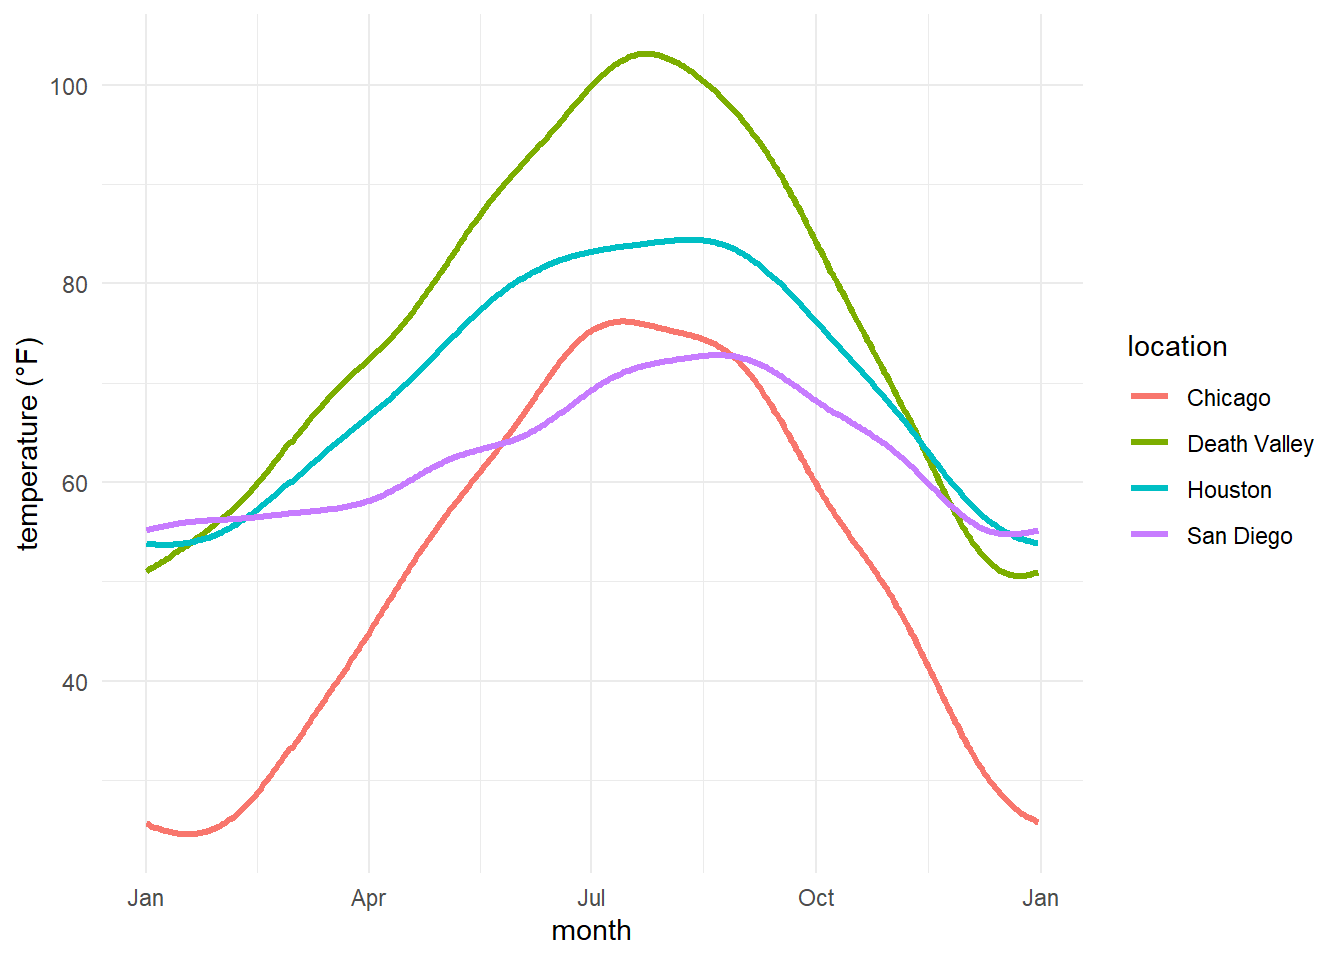 100
80
60
40
temperature (°F)
Jan
Apr
Jul
Oct
Jan
month
location
Chicago
Death Valley
Houston
San Diego